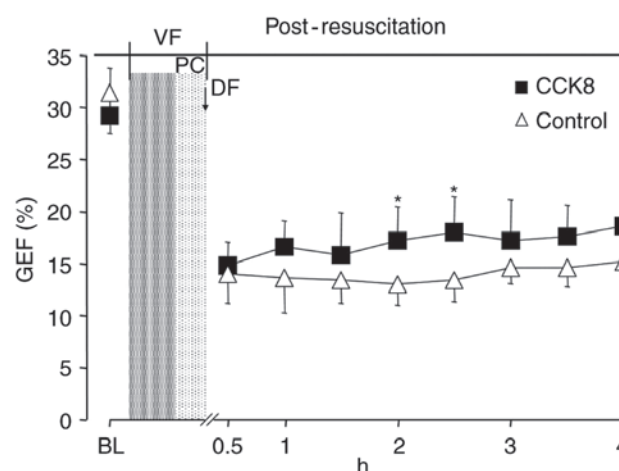 VF
Post-resuscitation
PC
DF
CCK8
Control
GEF (%)
35
30
25
20
15
10
5
0
* *
BL 0.5 1 2 3 4
h